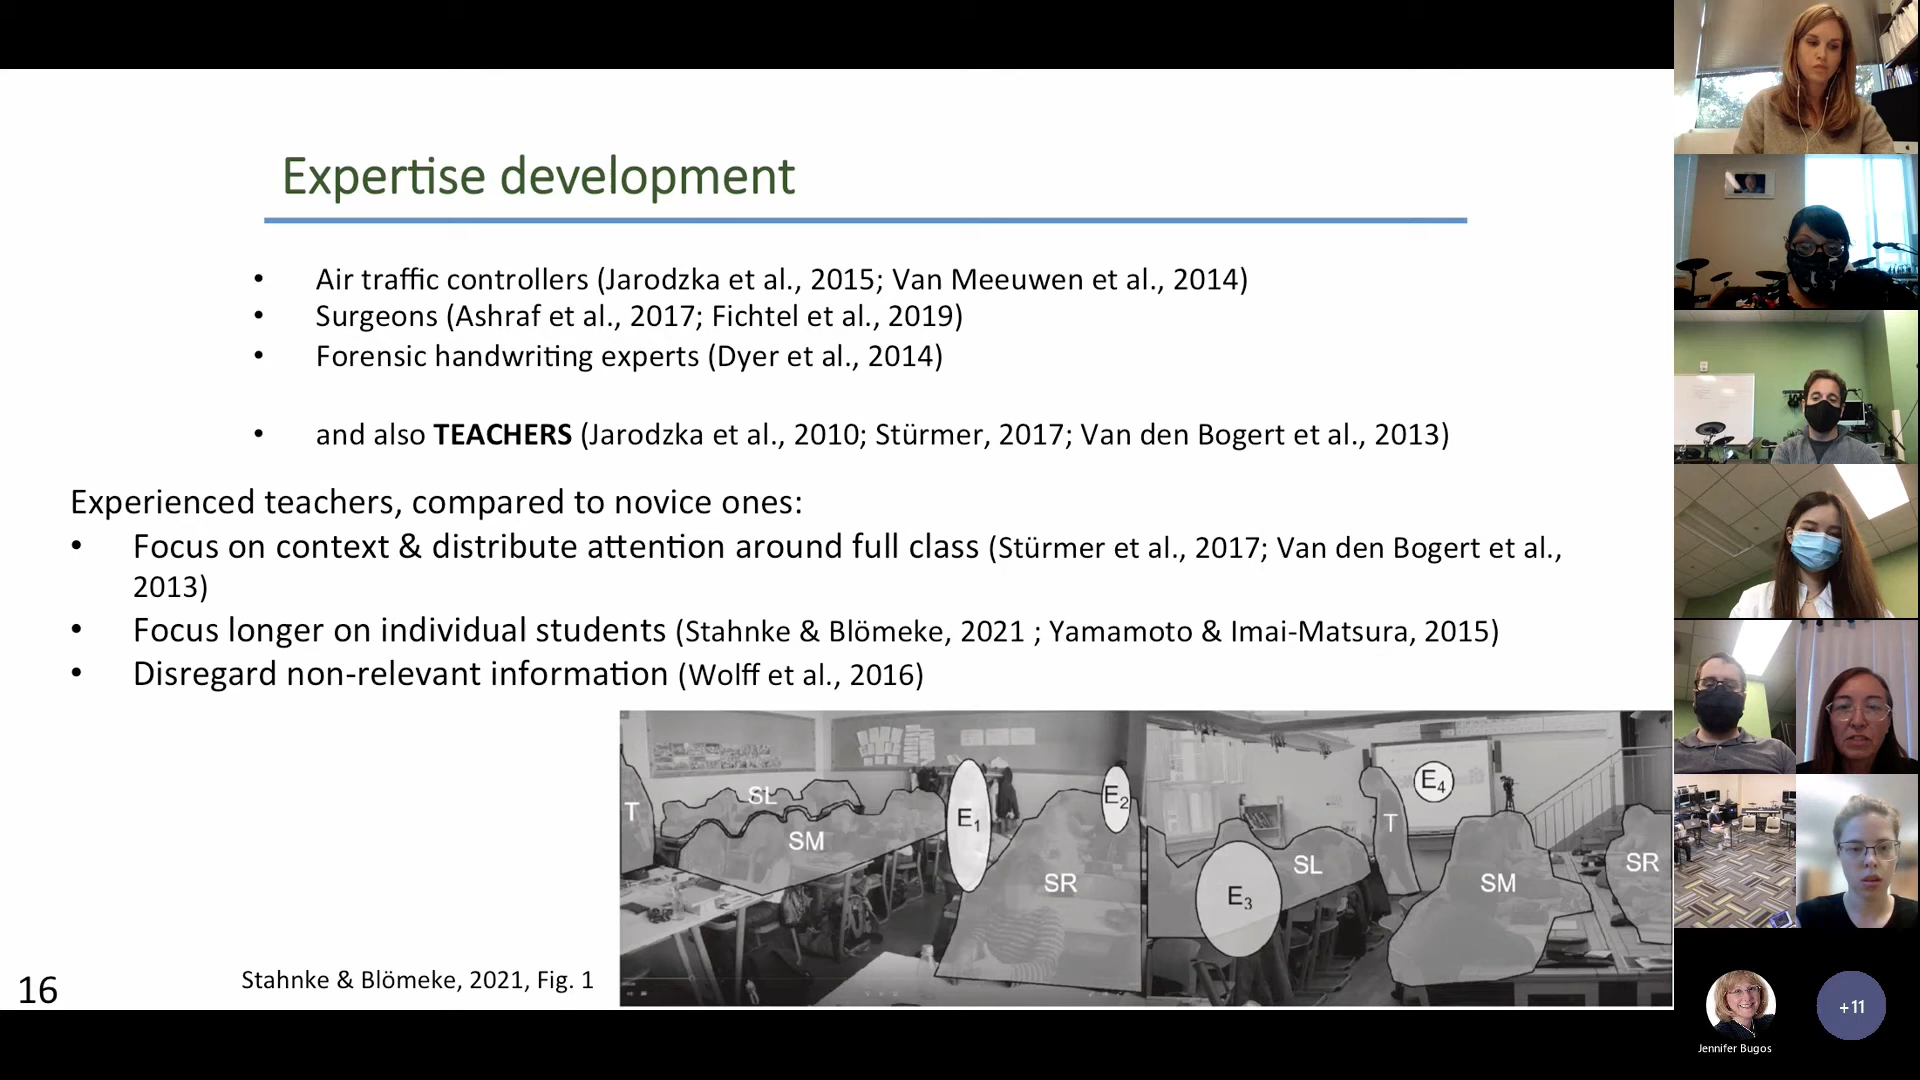 Expertise development
• Air traffic controllers (Jarodzka et al., 2015; Van Meeuwen et al., 2014)
• Surgeons (Ashraf et al., 2017; Fichtel et al., 2019)
• Forensic handwriting experts (Dyer et al., 2014)
• and also TEACHERS (Jarodzka et al., 2010; Stürmer, 2017; Van den Bogert et al., 2013)
Experienced teachers, compared to novice ones:
• Focus on context & distribute attention around full class (Stürmer et al., 2017; Van den Bogert et al.,
2013)
• Focus longer on individual students (Stahnke & Blömeke, 2021 ; Yamamoto & Imai-Matsura, 2015)
• Disregard non-relevant information (Wolff et al., 2016)
T
SL
SM
E1
E2
SR
E3
SL
T
E4
SM
SR
Stahnke & Blömeke, 2021, Fig. 1
16
+11
Jennifer Bugos